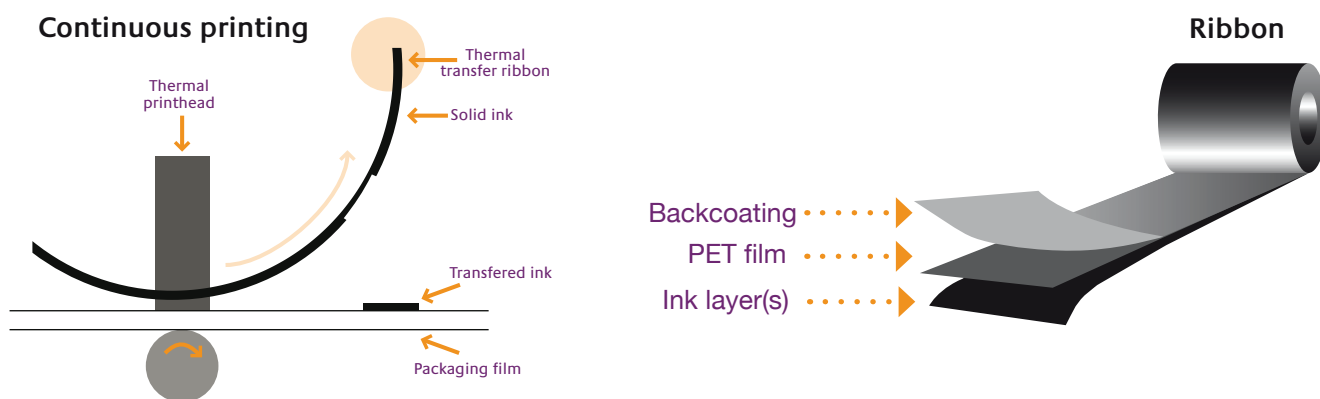 Continuous printing
Thermal
transfer ribbon
Thermal
printhead
Solid ink
Transfered ink
Packaging film
Ribbon
Backcoating
PET film
Ink layer(s)